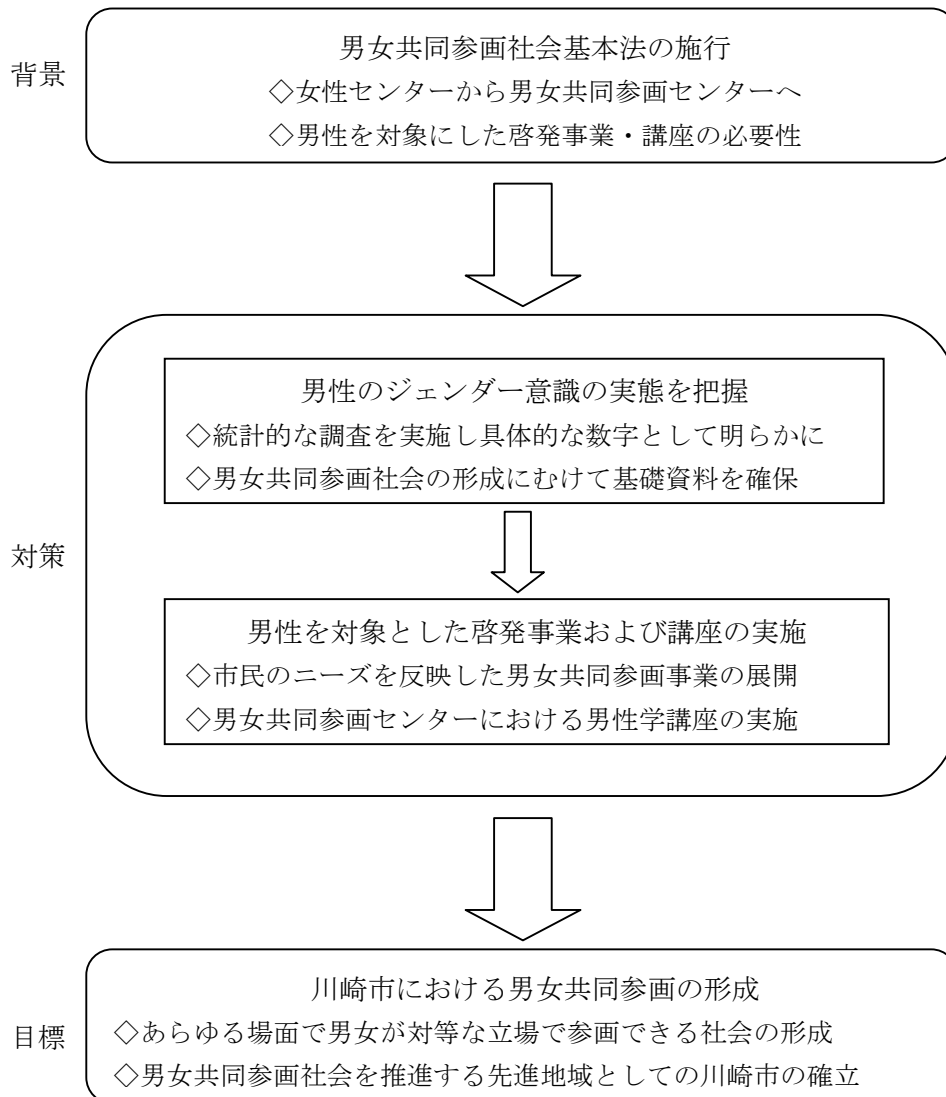 背景
男女共同参画社会基本法の施行
◇女性センターから男女共同参画センターへ
◇男性を対象にした啓発事業・講座の必要性
対策
男性のジェンダー意識の実態を把握
◇統計的な調査を実施し具体的な数字として明らかに
◇男女共同参画社会の形成にむけて基礎資料を確保
男性を対象とした啓発事業および講座の実施
◇市民のニーズを反映した男女共同参画事業の展開
◇男女共同参画センターにおける男性学講座の実施
目標
川崎市における男女共同参画の形成
◇あらゆる場面で男女が対等な立場で参画できる社会の形成
◇男女共同参画社会を推進する先進地域としての川崎市の確立